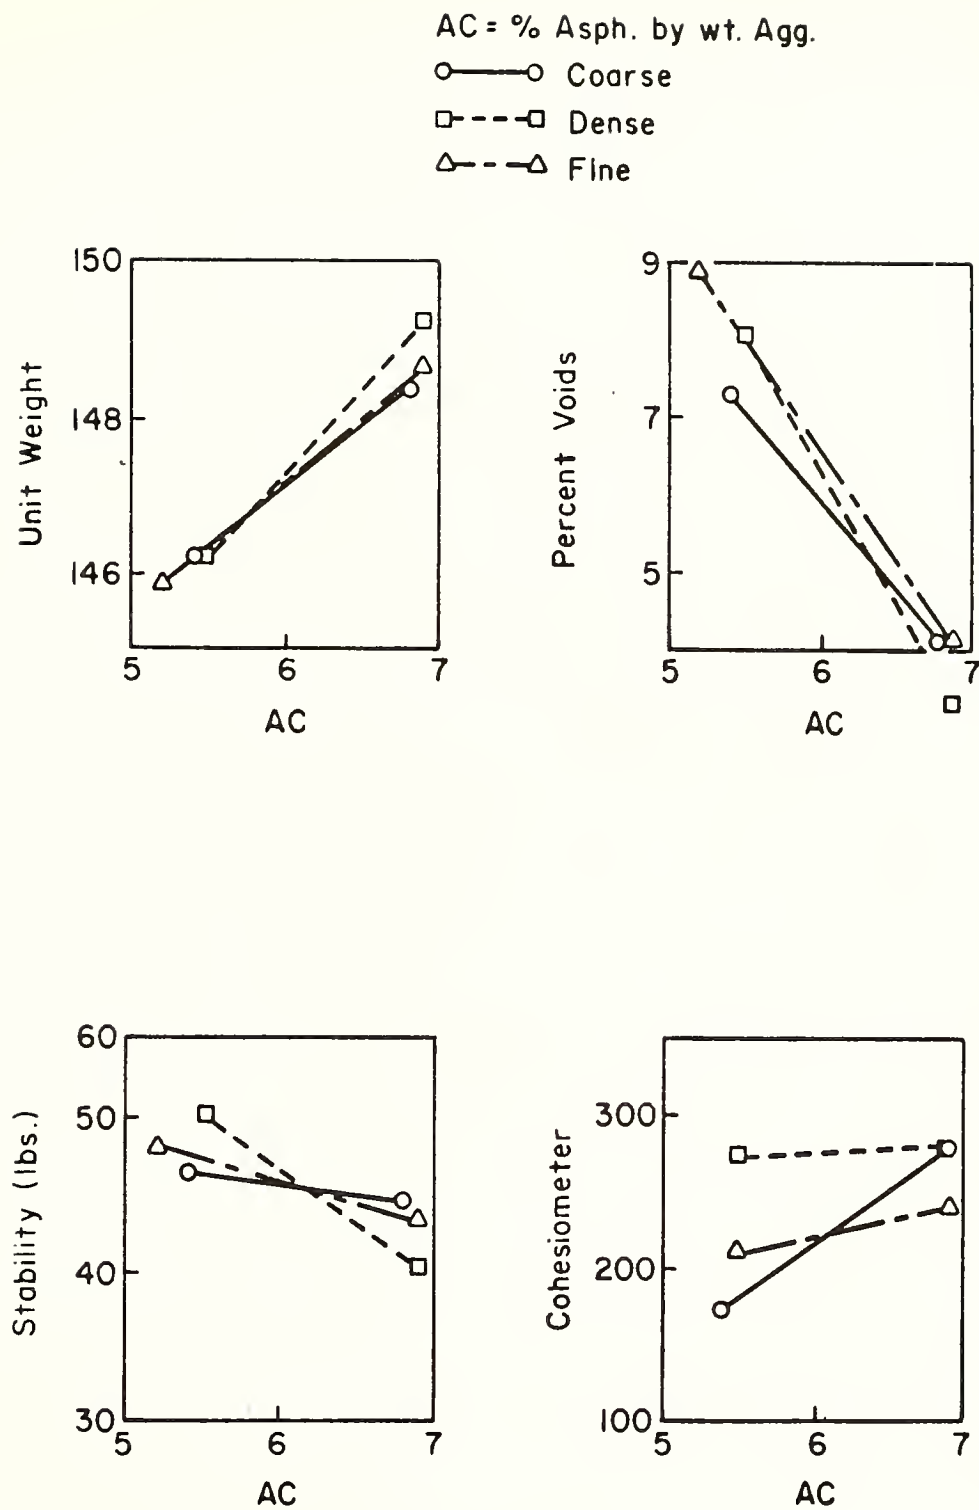 AC = % Asph. by wt. Agg.
Coarse
Dense
Fine
150
148
146
Unit Weight
5 6 7
AC
9
7
5
Percent Voids
5 6 7
AC
60
50
40
30
Stability (lbs.)
5 6 7
AC
300
200
100
Cohesiometer
5 6 7
AC